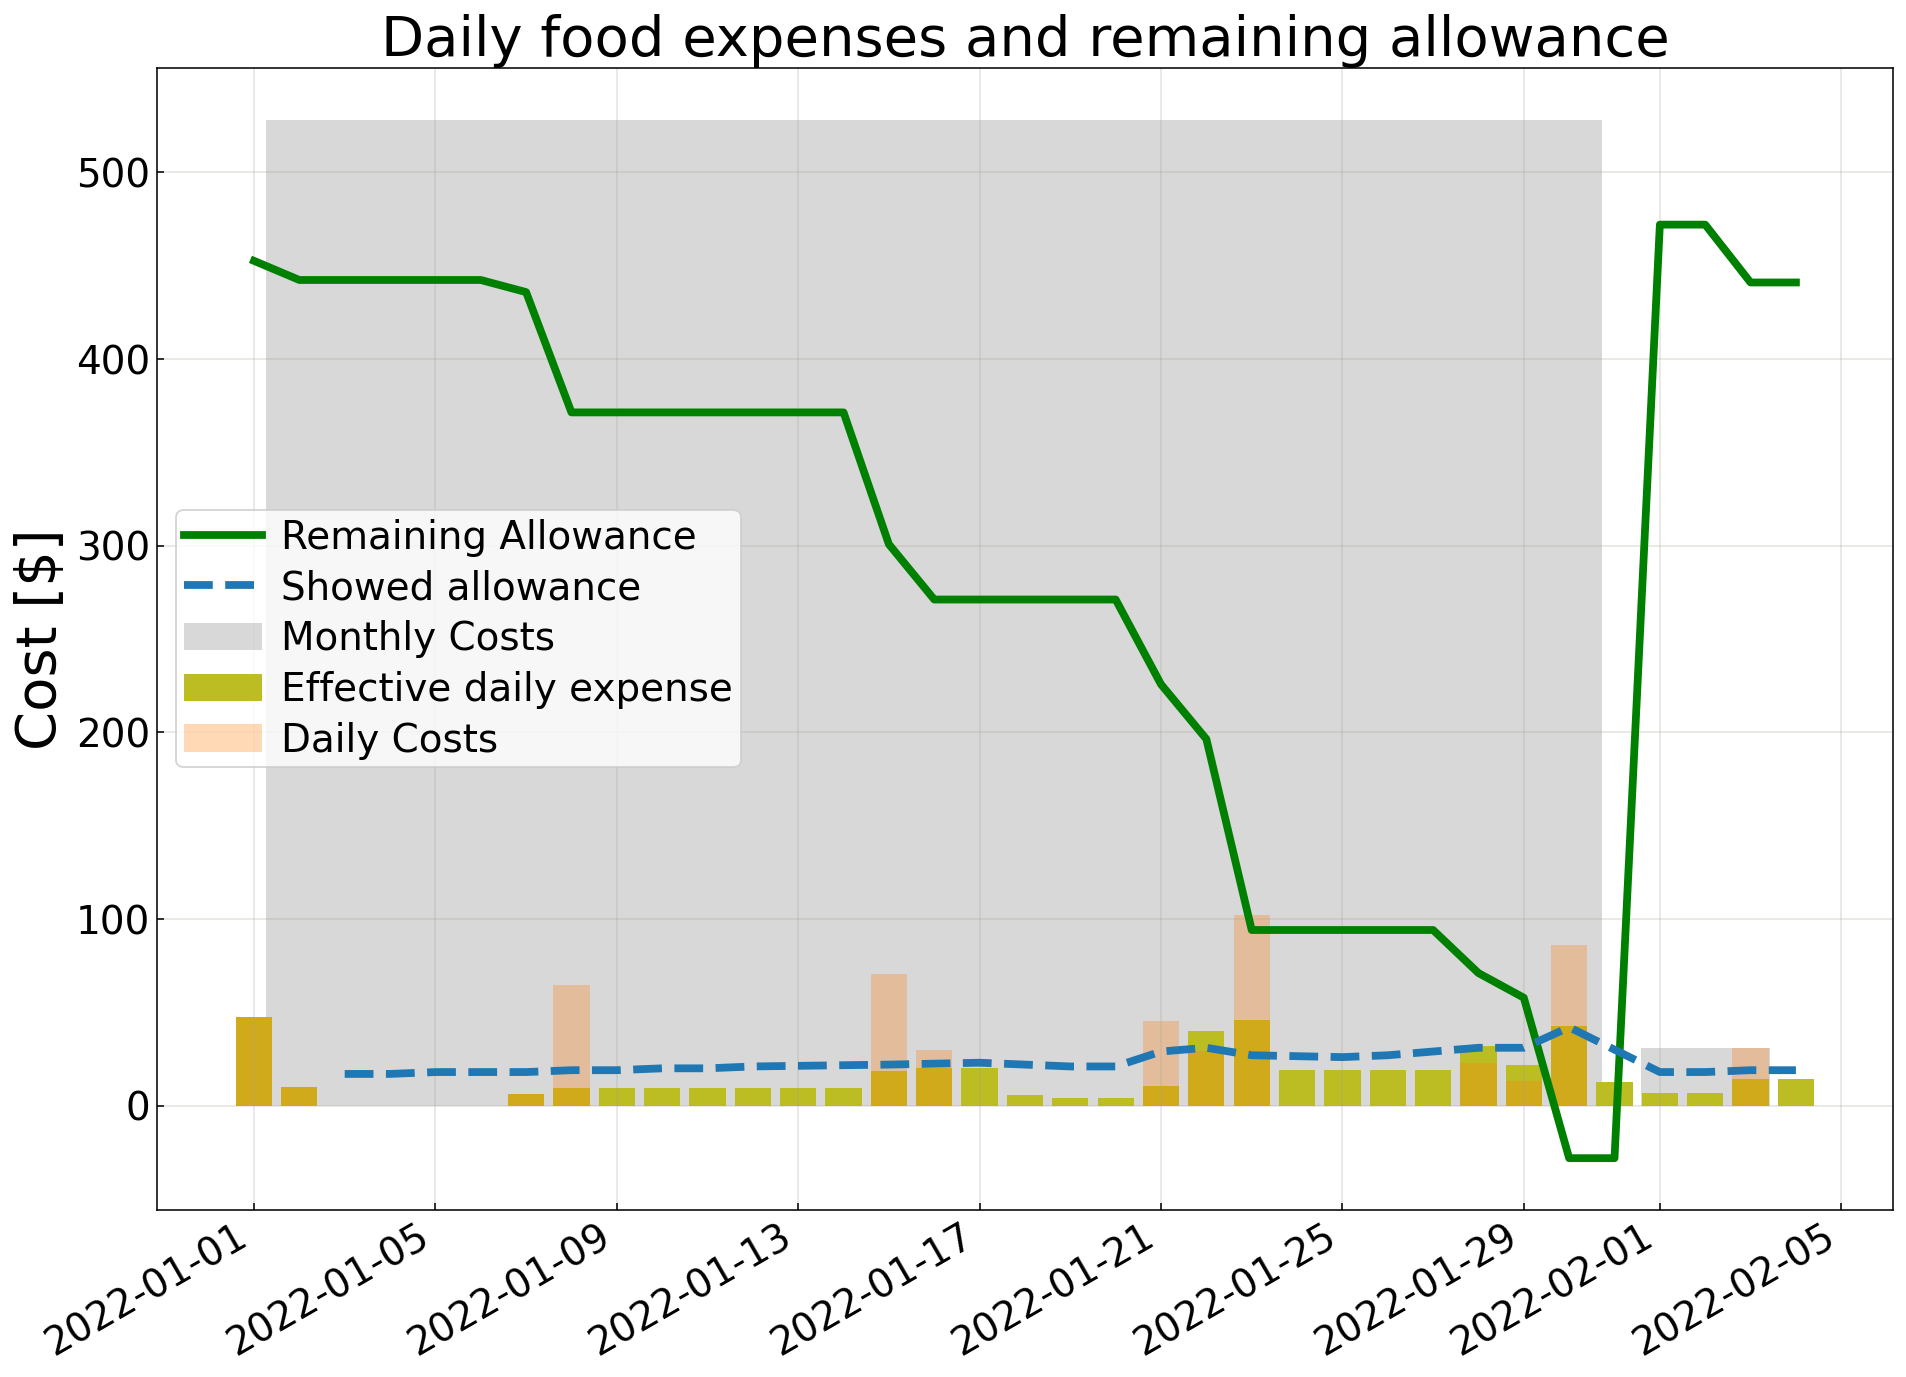 Daily food expenses and remaining allowance
Cost [$]
500
400
300
200
100
0
Remaining Allowance
Showed allowance
Monthly Costs
Effective daily expense
Daily Costs
2022-01-01
2022-01-05
2022-01-09
2022-01-13
2022-01-17
2022-01-21
2022-01-25
2022-01-29
2022-02-01
2022-02-05